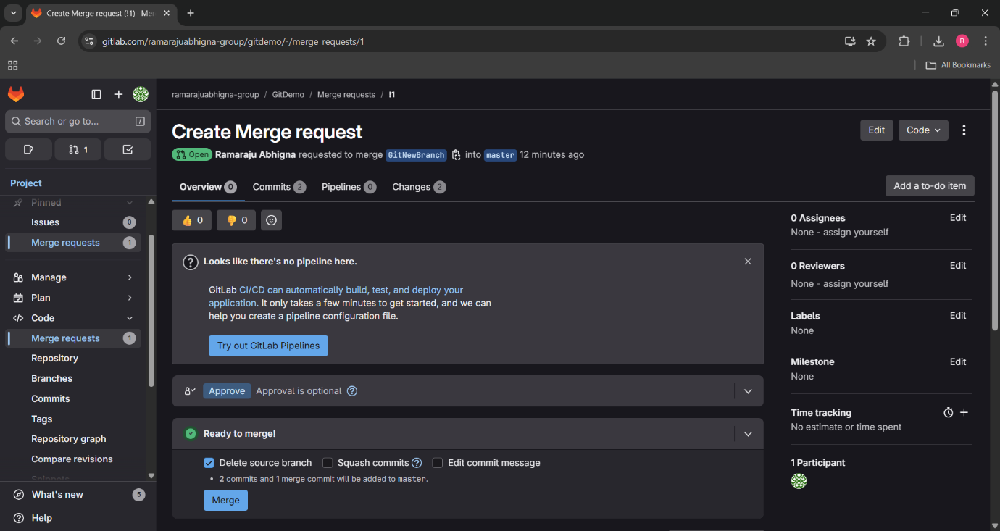 Create Merge request (!1) · Mer
gitlab.com/ramarajuabhigna-group/gitdemo/-/merge_requests/1
R
All Bookmarks
Search or go to...
/
1
Project
Pinned
Issues 0
Merge requests 1
Manage
Plan
Code
Merge requests 1
Repository
Branches
Commits
Tags
Repository graph
Compare revisions
Snippets
What's new 5
Help
ramarajuabhigna-group / GitDemo / Merge requests / !1
Create Merge request
Edit
Code
Open Ramaraju Abhigna requested to merge GitNewBranch into master 12 minutes ago
Overview 0 Commits 2 Pipelines 0 Changes 2
Add a to-do item
👍 0 👎 0
Looks like there's no pipeline here.
GitLab CI/CD can automatically build, test, and deploy your
application. It only takes a few minutes to get started, and we can
help you create a pipeline configuration file.
Try out GitLab Pipelines
Approve Approval is optional
Ready to merge!
Delete source branch Squash commits Edit commit message
• 2 commits and 1 merge commit will be added to master.
Merge
0 Assignees Edit
None - assign yourself
0 Reviewers Edit
None - assign yourself
Labels Edit
None
Milestone Edit
None
Time tracking
No estimate or time spent
1 Participant